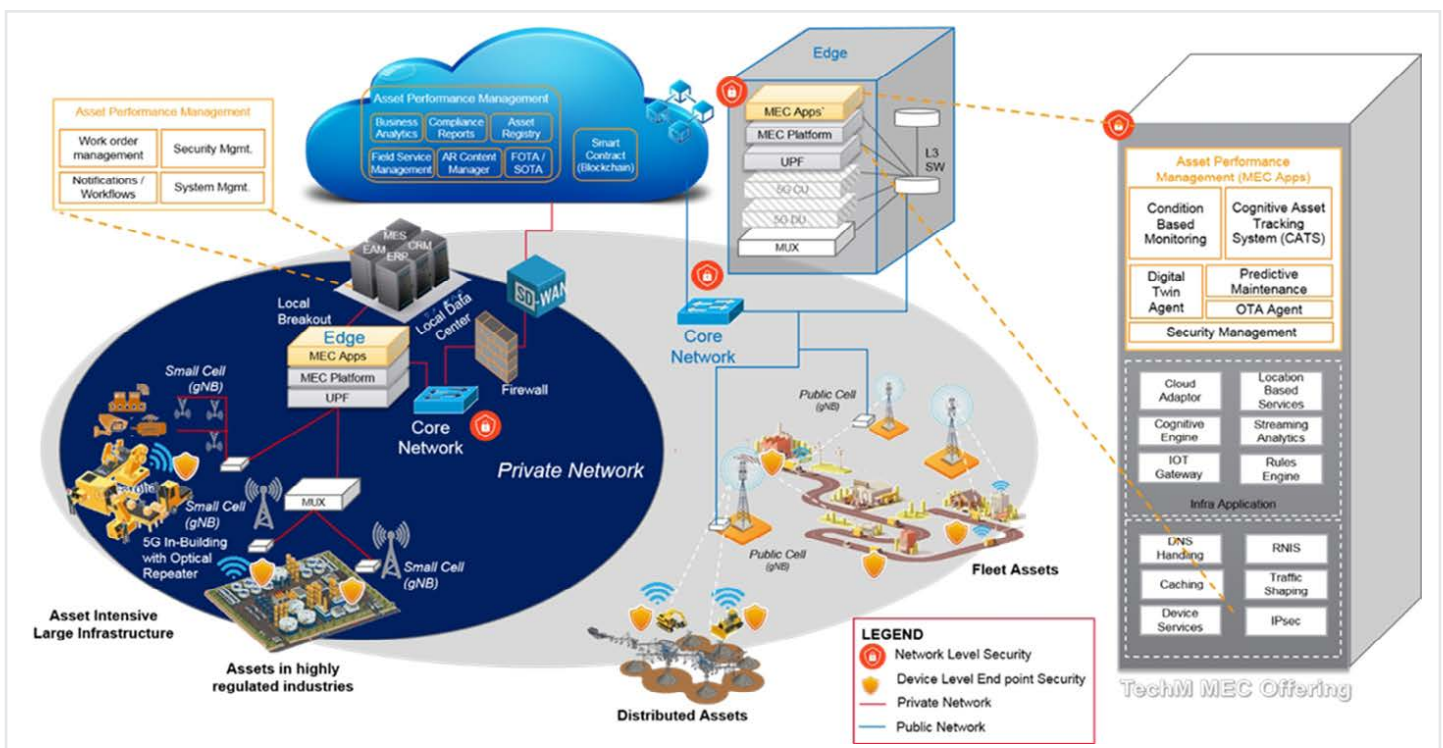 Asset Performance Management
Work order
management
Security Mgmt.
Notifications /
Workflows
System Mgmt.
Asset Performance Management
Business
Analytics
Compliance
Reports
Asset
Registry
Field Service
Management
AR Content
Manager
FOTA /
SOTA
Smart
Contract
(Blockchain)
Edge
MEC Apps`
MEC Platform
UPF
5G CU
5G DU
MUX
L3
SW
MES
EAM
CRM
ERP
Local Data
Center
Local
Breakout
SD-WAN
Edge
MEC Apps
MEC Platform
UPF
Firewall
Core
Network
Private Network
Small Cell
(gNB)
Small Cell
(gNB)
MUX
5G In-Building
with Optical
Repeater
Small Cell
(gNB)
Asset Intensive
Large Infrastructure
Assets in highly
regulated industries
Core
Network
Public Cell
(gNB)
Public Cell
(gNB)
Fleet Assets
Distributed Assets
LEGEND
Network Level Security
Device Level End point Security
Private Network
Public Network
Asset Performance
Management (MEC Apps)
Condition
Based
Monitoring
Cognitive Asset
Tracking
System (CATS)
Digital
Twin
Agent
Predictive
Maintenance
OTA Agent
Security Management
Cloud
Adaptor
Location
Based
Services
Cognitive
Engine
Streaming
Analytics
IOT
Gateway
Rules
Engine
Infra Application
DNS
Handing
RNIS
Caching
Traffic
Shaping
Device
Services
IPsec
TechM MEC Offering